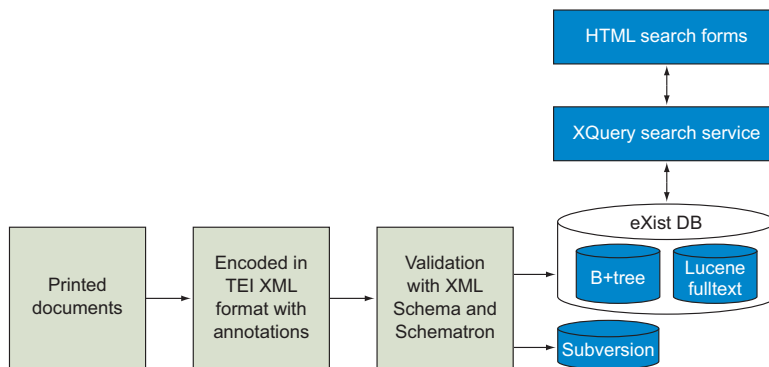 HTML search forms
XQuery search service
eXist DB
B+tree
Lucene
fulltext
Printed
documents
Encoded in
TEI XML
format with
annotations
Validation
with XML
Schema and
Schematron
Subversion